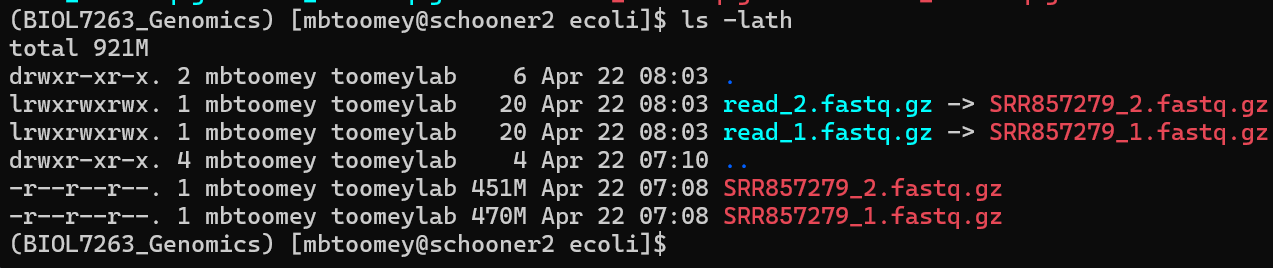 (BIOL7263_Genomics) [mbtoomey@schooner2 ecoli]$ ls -lath
total 921M
drwxr-xr-x. 2 mbtoomey toomeylab    6 Apr 22 08:03 .
lrwxrwxrwx. 1 mbtoomey toomeylab   20 Apr 22 08:03 read_2.fastq.gz -> SRR857279_2.fastq.gz
lrwxrwxrwx. 1 mbtoomey toomeylab   20 Apr 22 08:03 read_1.fastq.gz -> SRR857279_1.fastq.gz
drwxr-xr-x. 4 mbtoomey toomeylab    4 Apr 22 07:10 ..
-r--r--r--. 1 mbtoomey toomeylab 451M Apr 22 07:08 SRR857279_2.fastq.gz
-r--r--r--. 1 mbtoomey toomeylab 470M Apr 22 07:08 SRR857279_1.fastq.gz
(BIOL7263_Genomics) [mbtoomey@schooner2 ecoli]$